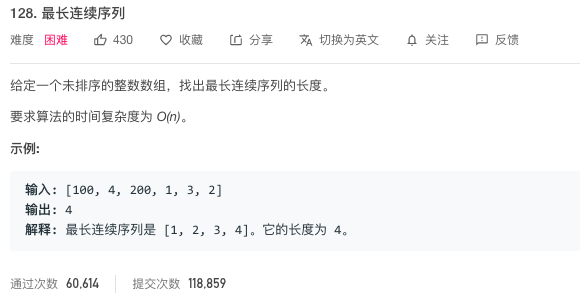 128. 最长连续序列
难度 困难 430 收藏 分享 切换为英文 关注 反馈
给定一个未排序的整数数组，找出最长连续序列的长度。
要求算法的时间复杂度为 O(n)。
示例:
输入: [100, 4, 200, 1, 3, 2]
输出: 4
解释: 最长连续序列是 [1, 2, 3, 4]。它的长度为 4。
通过次数 60,614 提交次数 118,859